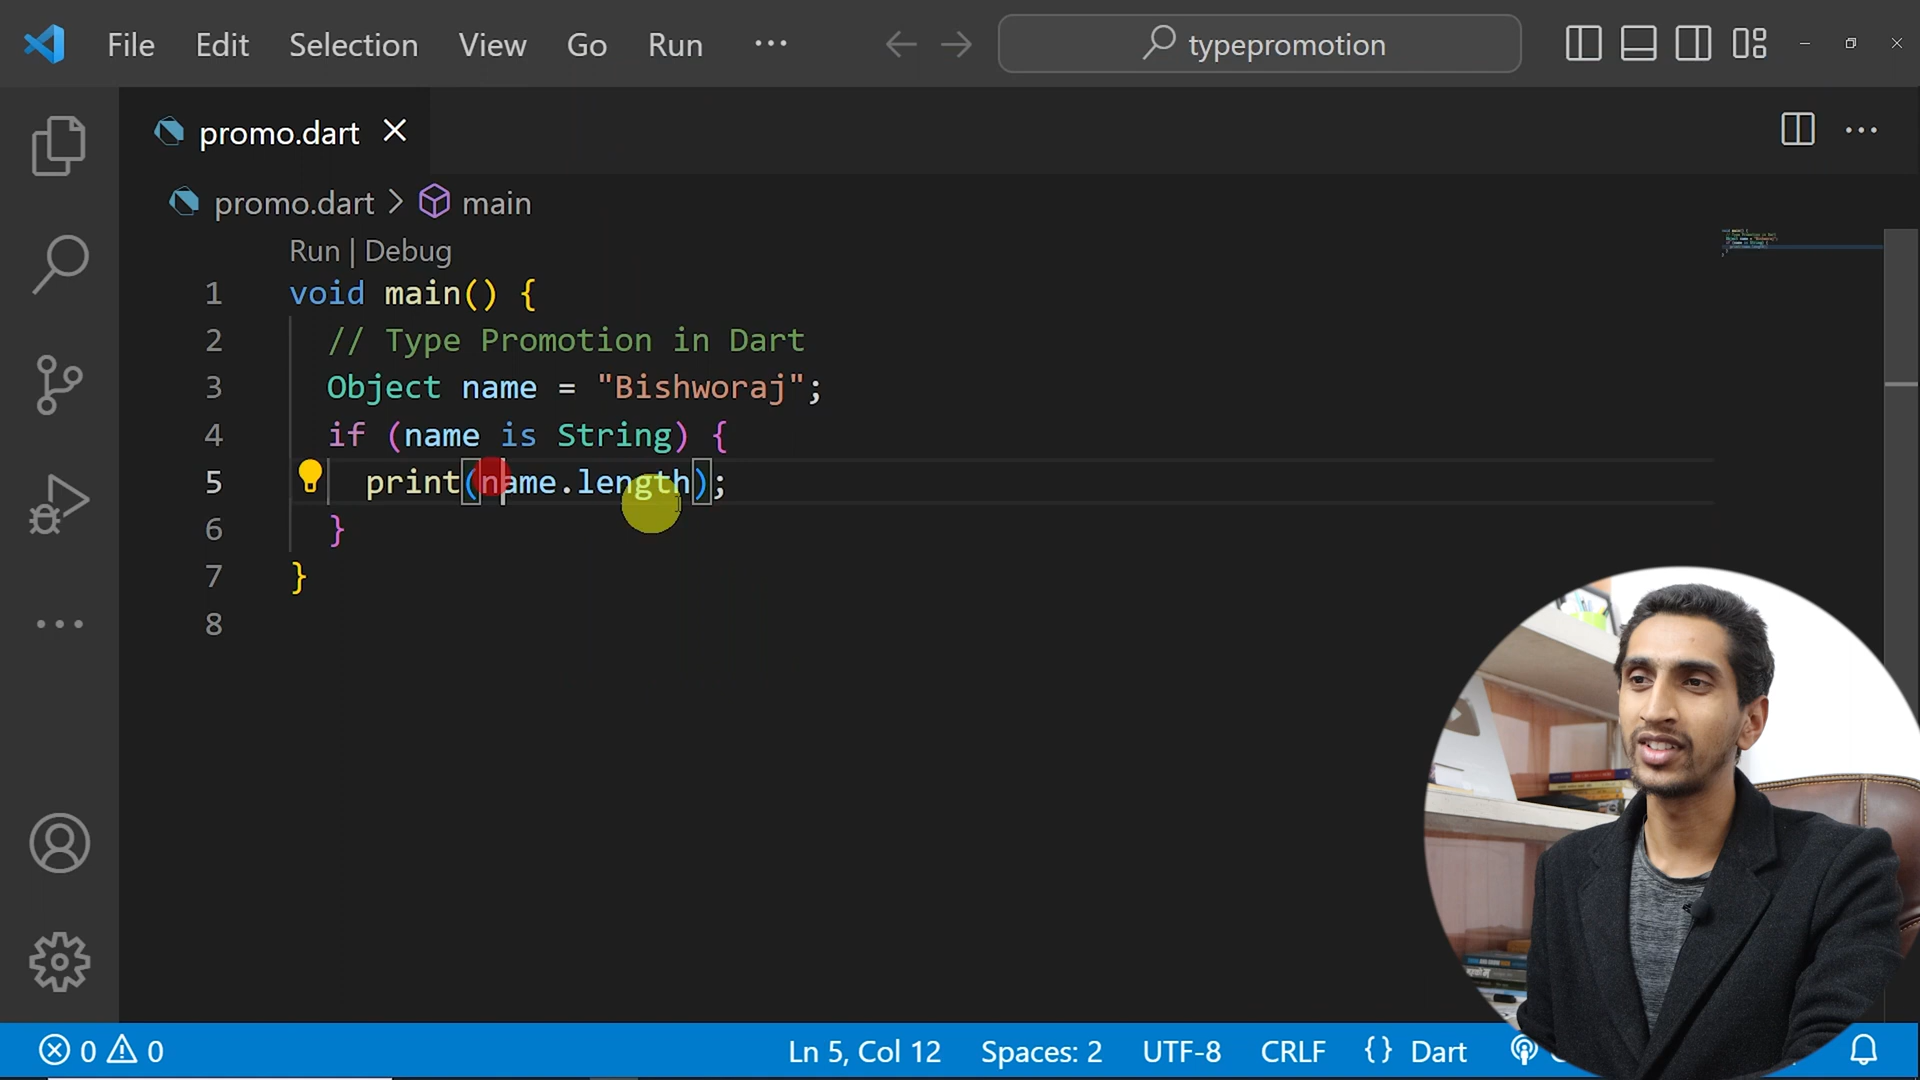 File Edit Selection View Go Run ··· typepromotion
promo.dart
promo.dart > main
Run | Debug
1 void main() {
2 // Type Promotion in Dart
3 Object name = "Bishworaj";
4 if (name is String) {
5 print(name.length);
6 }
7 }
8
0 0 Ln 5, Col 12 Spaces: 2 UTF-8 CRLF {} Dart